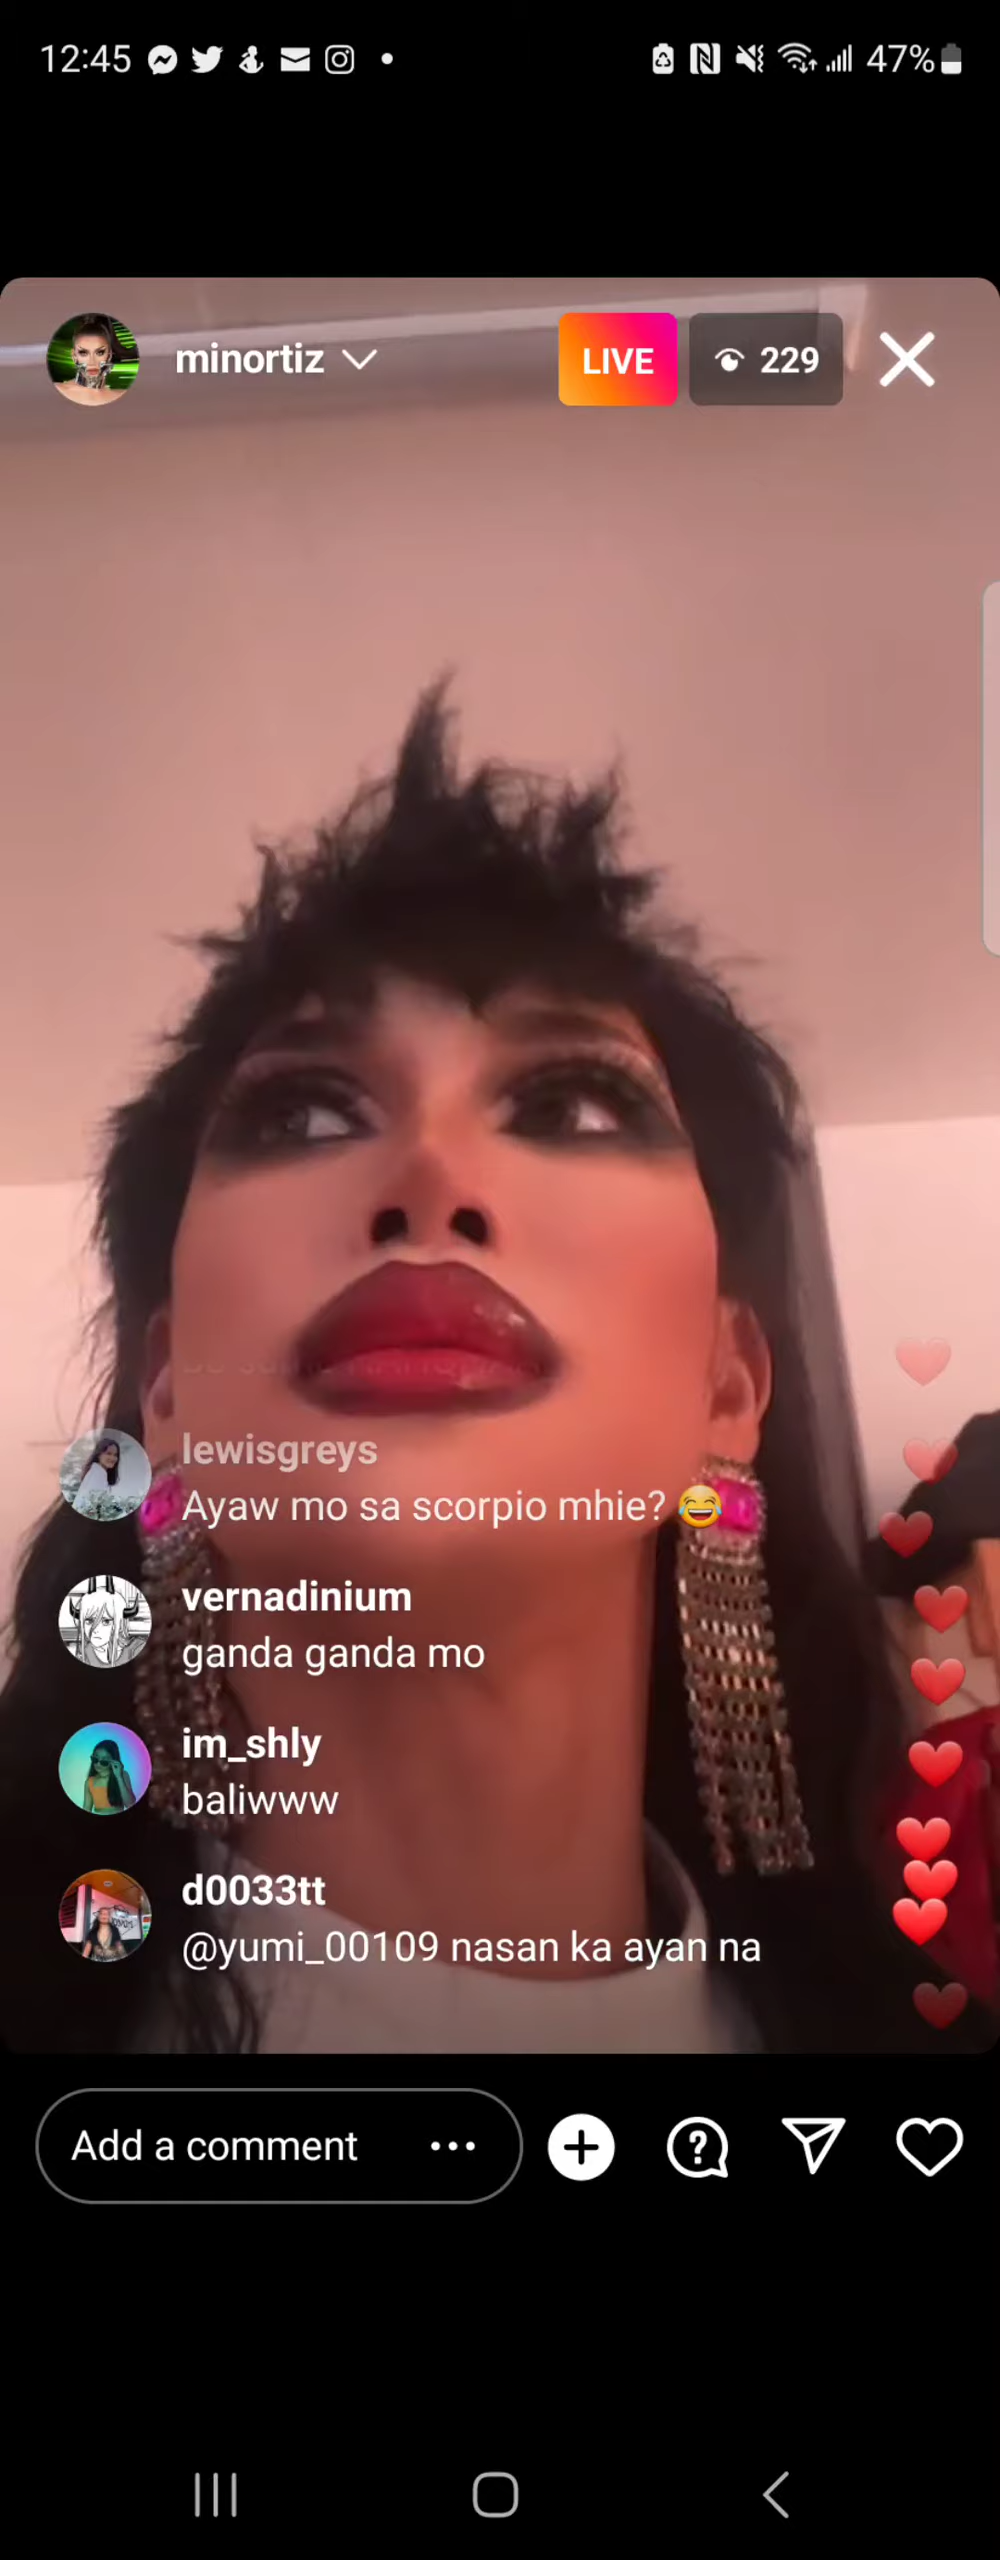 12:45
47%
minortiz
LIVE
229
lewisgreys
Ayaw mo sa scorpio mhie? 😂
vernadinium
ganda ganda mo
im_shly
baliwww
d0033tt
@yumi_00109 nasan ka ayan na
Add a comment